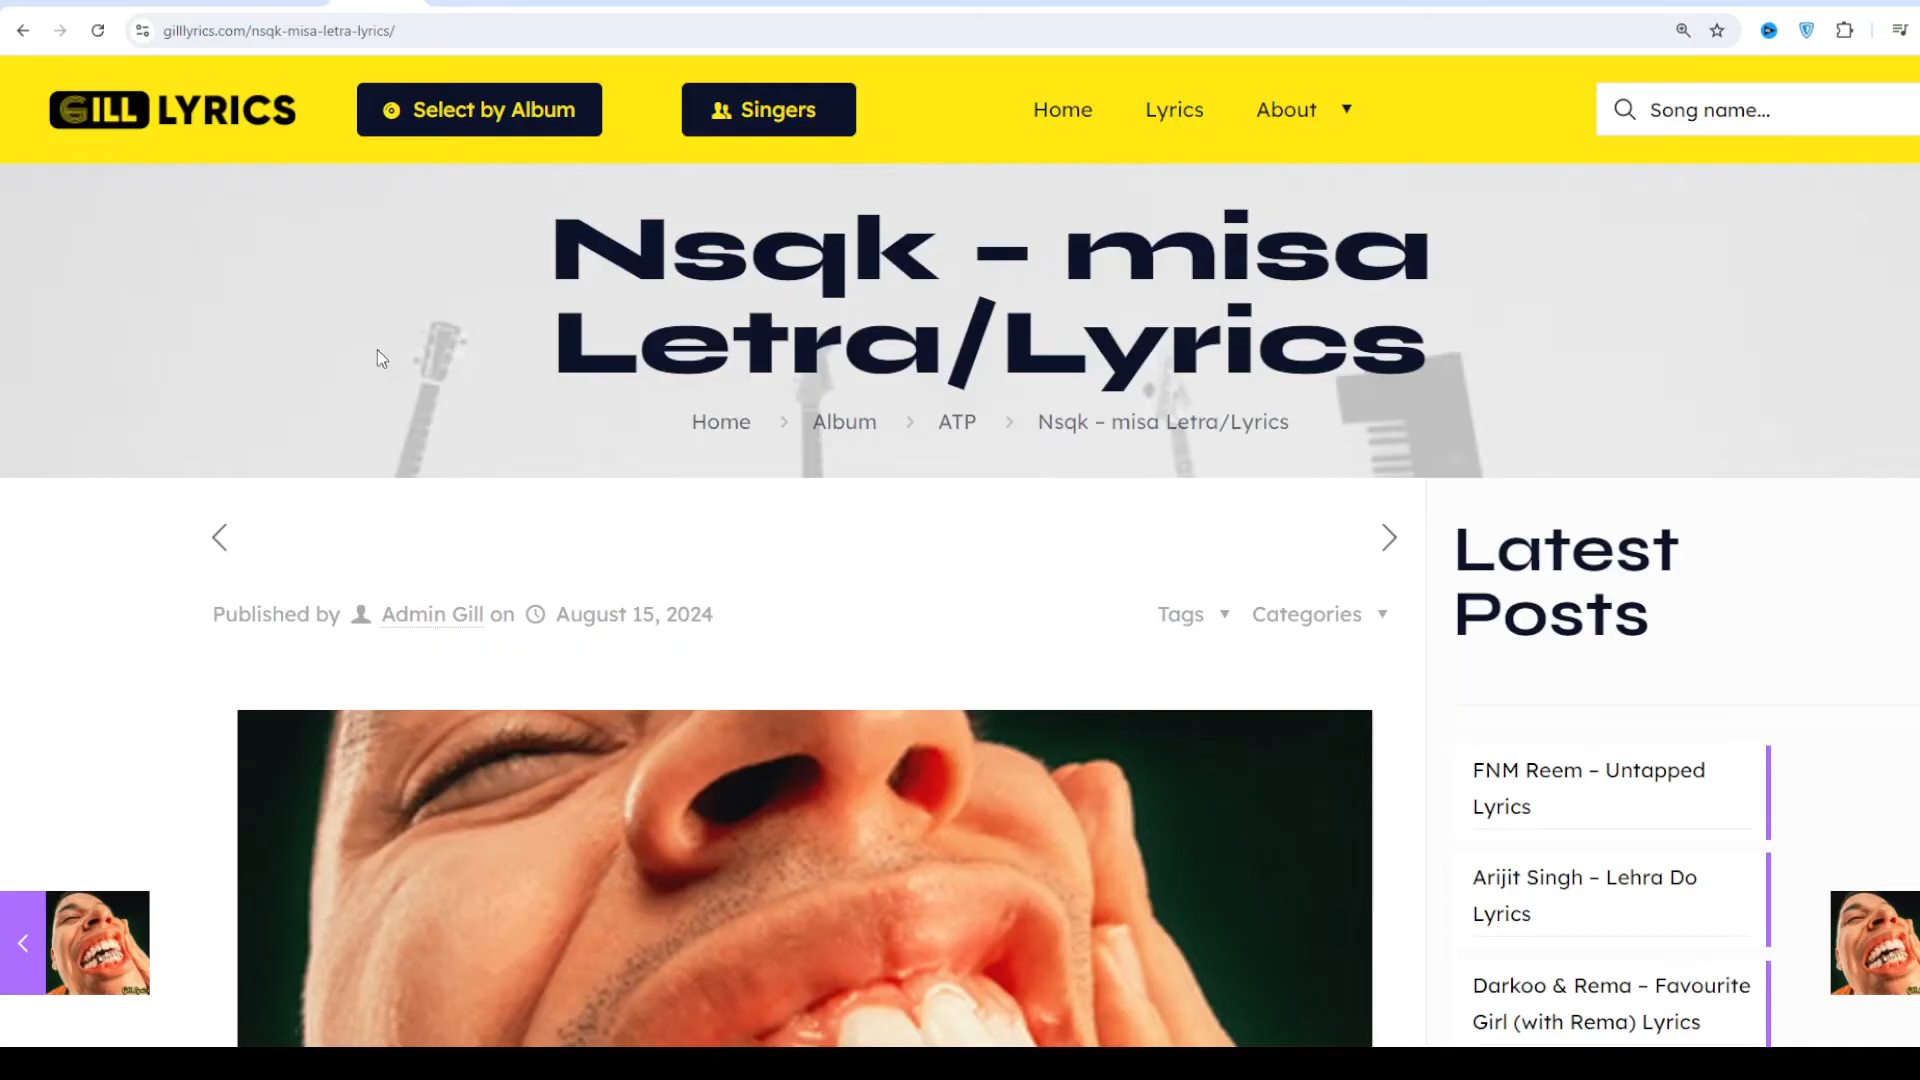 gilllyrics.com/nsqk-misa-letra-lyrics/
GILL LYRICS
Select by Album
Singers
Home
Lyrics
About
Song name...
Nsqk – misa
Letra/Lyrics
Home > Album > ATP > Nsqk – misa Letra/Lyrics
Published by Admin Gill on August 15, 2024
Tags
Categories
Latest
Posts
FNM Reem – Untapped
Lyrics
Arijit Singh – Lehra Do
Lyrics
Darkoo & Rema – Favourite
Girl (with Rema) Lyrics